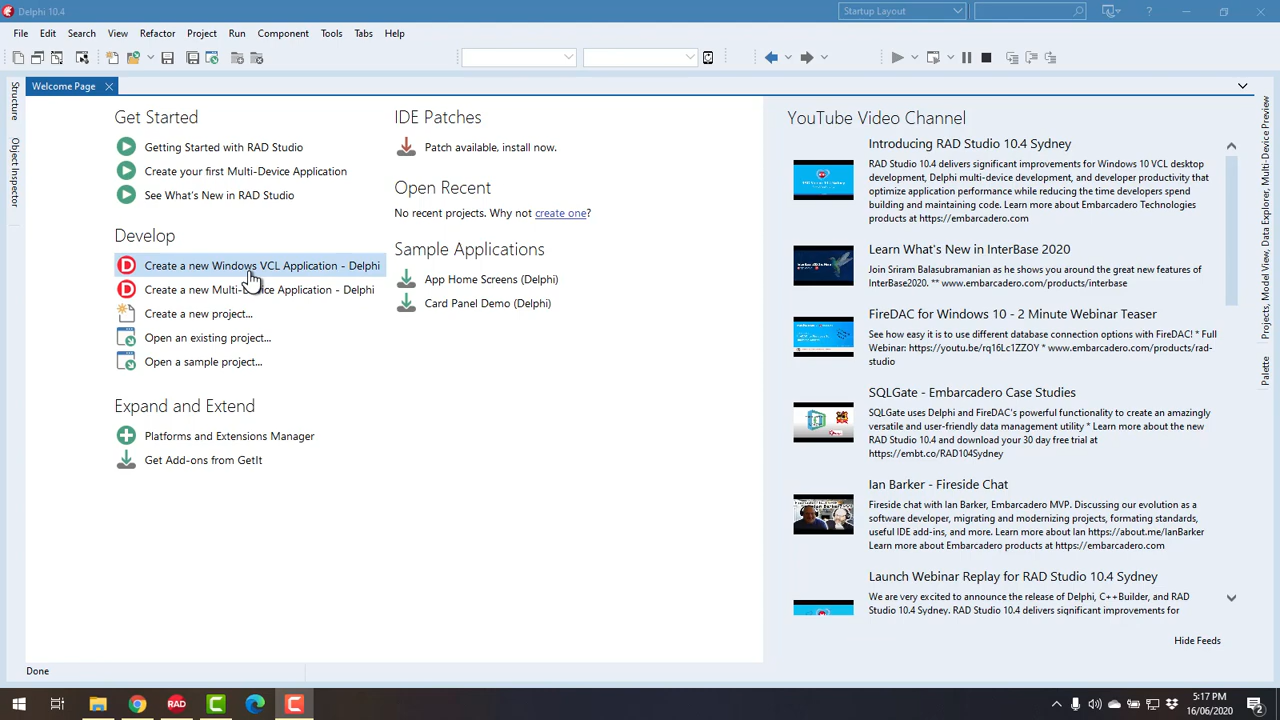 Delphi 10.4
Startup Layout
File Edit Search View Refactor Project Run Component Tools Tabs Help
Welcome Page
Structure
Object Inspector
Get Started
Getting Started with RAD Studio
Create your first Multi-Device Application
See What's New in RAD Studio
Develop
Create a new Windows VCL Application - Delphi
Create a new Multi-Device Application - Delphi
Create a new project...
Open an existing project...
Open a sample project...
Expand and Extend
Platforms and Extensions Manager
Get Add-ons from GetIt
IDE Patches
Patch available, install now.
Open Recent
No recent projects. Why not create one?
Sample Applications
App Home Screens (Delphi)
Card Panel Demo (Delphi)
YouTube Video Channel
Introducing RAD Studio 10.4 Sydney
RAD Studio 10.4 delivers significant improvements for Windows 10 VCL desktop
development, Delphi multi-device development, and developer productivity that
optimize application performance while reducing the time developers spend
building and maintaining code. Learn more about Embarcadero Technologies
products at https://embarcadero.com
Learn What's New in InterBase 2020
Join Sriram Balasubramanian as he shows you around the great new features of
InterBase2020. ** www.embarcadero.com/products/interbase
FireDAC for Windows 10 - 2 Minute Webinar Teaser
See how easy it is to use different database connection options with FireDAC! * Full
Webinar: https://youtu.be/rq16Lc1ZZOY * www.embarcadero.com/products/rad-
studio
SQLGate - Embarcadero Case Studies
SQLGate uses Delphi and FireDAC's powerful functionality to create an amazingly
versatile and user-friendly data management utility * Learn more about the new
RAD Studio 10.4 and download your 30 day free trial at
https://embt.co/RAD104Sydney
Ian Barker - Fireside Chat
Fireside chat with Ian Barker, Embarcadero MVP. Discussing our evolution as a
software developer, migrating and modernizing projects, formating standards,
useful IDE add-ins, and more. Learn more about Ian https://about.me/IanBarker
Learn more about Embarcadero products at https://embarcadero.com
Launch Webinar Replay for RAD Studio 10.4 Sydney
We are very excited to announce the release of Delphi, C++Builder, and RAD
Studio 10.4 Sydney. RAD Studio 10.4 delivers significant improvements for
Hide Feeds
Projects, Model View, Data Explorer, Multi-Device Preview
Palette
Done
RAD
5:17 PM
16/06/2020
2